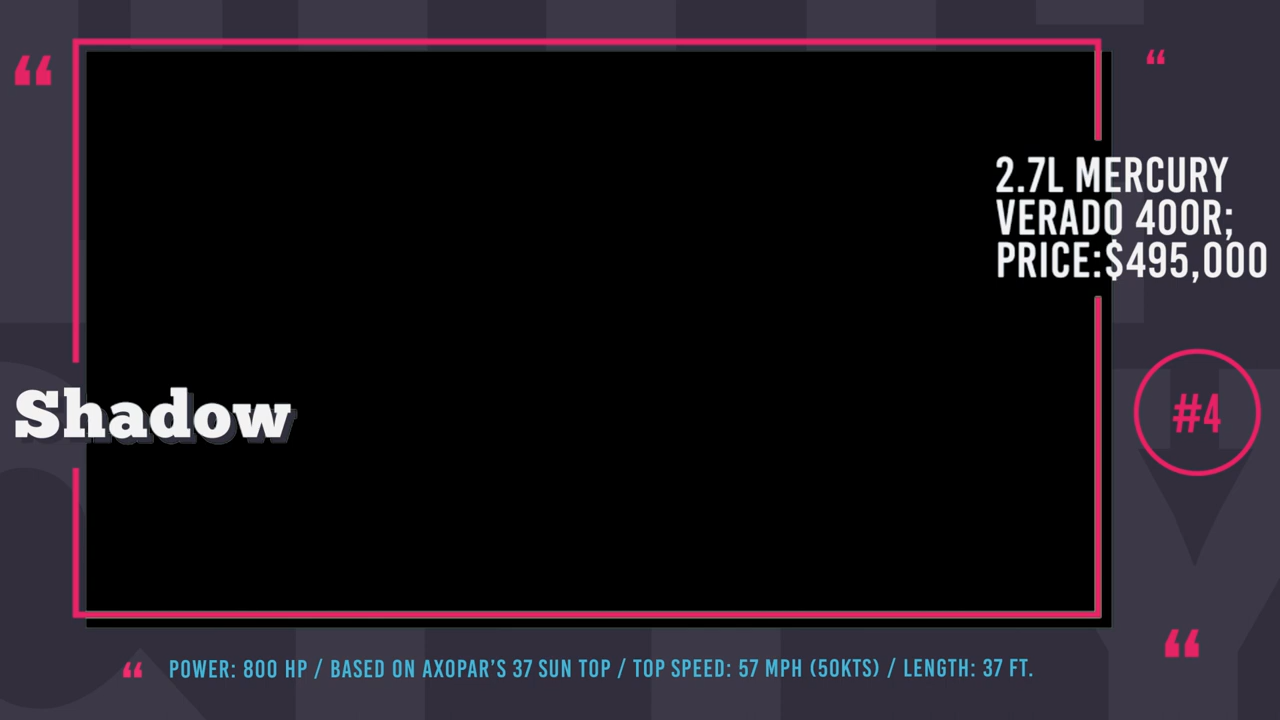 2.7L MERCURY
VERADO 400R;
PRICE:$495,000
Shadow
#4
POWER: 800 HP / BASED ON AXOPAR’S 37 SUN TOP / TOP SPEED: 57 MPH (50KTS) / LENGTH: 37 FT.